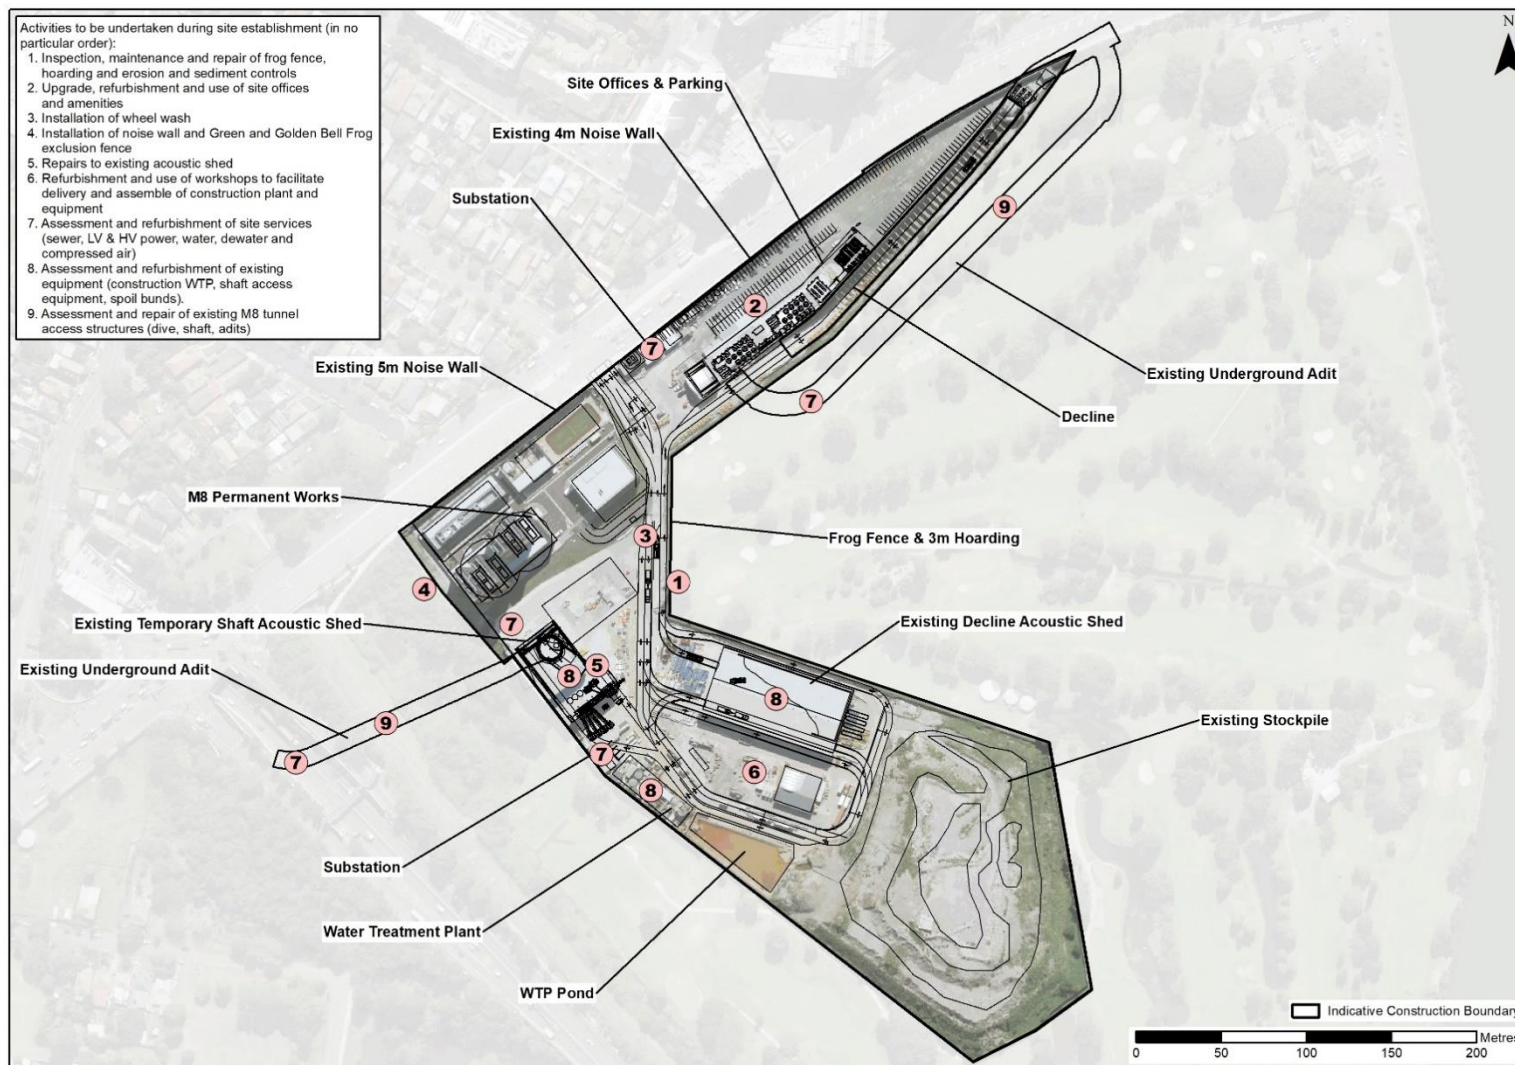 Activities to be undertaken during site establishment (in no
particular order):
1. Inspection, maintenance and repair of frog fence,
hoarding and erosion and sediment controls
2. Upgrade, refurbishment and use of site offices
and amenities
3. Installation of wheel wash
4. Installation of noise wall and Green and Golden Bell Frog
exclusion fence
5. Repairs to existing acoustic shed
6. Refurbishment and use of workshops to facilitate
delivery and assemble of construction plant and
equipment
7. Assessment and refurbishment of site services
(sewer, LV & HV power, water, dewater and
compressed air)
8. Assessment and refurbishment of existing
equipment (construction WTP, shaft access
equipment, spoil bunds).
9. Assessment and repair of existing M8 tunnel
access structures (dive, shaft, adits)
N
Site Offices & Parking
Existing 4m Noise Wall
Substation
9
2
7
Existing 5m Noise Wall
Existing Underground Adit
7
Decline
M8 Permanent Works
3
Frog Fence & 3m Hoarding
1
4
7
Existing Temporary Shaft Acoustic Shed
Existing Decline Acoustic Shed
Existing Underground Adit
5
8
8
9
Existing Stockpile
7
7
6
8
Substation
Water Treatment Plant
WTP Pond
Indicative Construction Boundary
Metres
0 50 100 150 200